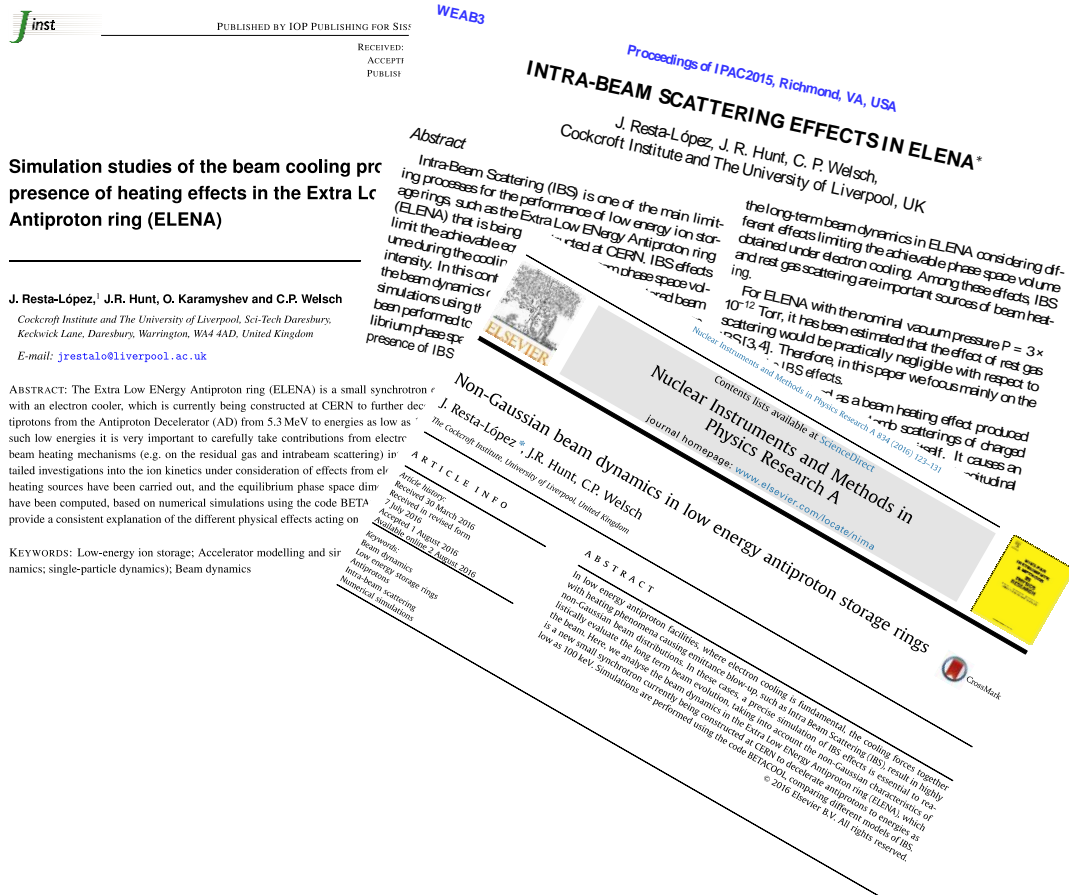 Jinst
PUBLISHED BY IOP PUBLISHING FOR
RECEIVED:
Simulation studies of the beam cooling
presence of heating effects in the Extra
Antiproton ring (ELENA)
J. Resta-López,¹ J.R. Hunt, O. Karamyshev and C.P. Welsch
Cockcroft Institute and The University of Liverpool, Sci-Tech Daresbury,
Keckwick Lane, Daresbury, Warrington, WA4 4AD, United Kingdom
E-mail: jrestalo@liverpool.ac.uk
ABSTRACT: The Extra Low ENergy Antiproton ring (ELENA) is a small synchrotron
with an electron cooler, which is currently being constructed at CERN to further
tiprotons from the Antiproton Decelerator (AD) from 5.3 MeV to energies as low as
such low energies it is very important to carefully take contributions from
beam heating mechanisms (e.g. on the residual gas and intrabeam scattering)
tailed investigations into the ion kinetics under consideration of effects from
heating sources have been carried out, and the equilibrium phase space
have been computed, based on numerical simulations using the code
provide a consistent explanation of the different physical effects acting on
KEYWORDS: Low-energy ion storage; Accelerator modelling and
namics; single-particle dynamics); Beam dynamics
WEAB3
Proceedings of IPAC2015, Richmond, VA, USA
INTRA-BEAM SCATTERING EFFECTS IN ELENA*
J. Resta-López, J. R. Hunt, C. P. Welsch,
Cockcroft Institute and The University of Liverpool, UK
Abstract
Intra-Beam Scattering (IBS) is one of the main limit-
ing processes for the performance of low energy ion stor-
age rings, such as the Extra Low ENergy Antiproton ring
(ELENA) that is being at CERN. IBS effects
limit the achievable phase space vol-
ume during the beam
intensity. In this
the beam dynamics
simulations using
been performed to
librium phase
presence of IBS
the long-term beam dynamics in ELENA considering dif-
ferent effects limiting the achievable phase space volume
obtained under electron cooling. Among these effects, IBS
and rest gas scattering are important sources of beam heat-
ing.
For ELENA with the nominal vacuum pressure P = 3×
10⁻¹² Torr, it has been estimated that the effect of rest gas
scattering would be practically negligible with respect to
[3, 4]. Therefore, in this paper we focus mainly on the
IBS effects.
as a beam heating effect produced
scatterings of charged
It causes an
ELSEVIER
Nuclear Instruments and Methods in Physics Research A 834 (2016) 123–131
Contents lists available at ScienceDirect
Nuclear Instruments and Methods in
Physics Research A
journal homepage: www.elsevier.com/locate/nima
Non-Gaussian beam dynamics in low energy antiproton storage rings
CrossMark
J. Resta-López *, J.R. Hunt, C.P. Welsch
The Cockcroft Institute, University of Liverpool, United Kingdom
ARTICLE INFO
Article history:
Received 30 March 2016
Received in revised form
7 July 2016
Accepted 1 August 2016
Available online 2 August 2016
Keywords:
Beam dynamics
Low energy storage rings
Antiprotons
Intra-beam scattering
Numerical simulations
ABSTRACT
In low energy antiproton facilities, where electron cooling is fundamental, the cooling forces together
with heating phenomena causing emittance blow-up, such as Intra Beam Scattering (IBS), result in highly
non-Gaussian beam distributions. In these cases, a precise simulation of IBS effects is essential to rea-
listically evaluate the long term beam evolution, taking into account the non-Gaussian characteristics of
the beam. Here, we analyse the beam dynamics in the Extra Low ENergy Antiproton ring (ELENA), which
is a new small synchrotron currently being constructed at CERN to decelerate antiprotons to energies as
low as 100 keV. Simulations are performed using the code BETACOOL, comparing different models of IBS.
© 2016 Elsevier B.V. All rights reserved.